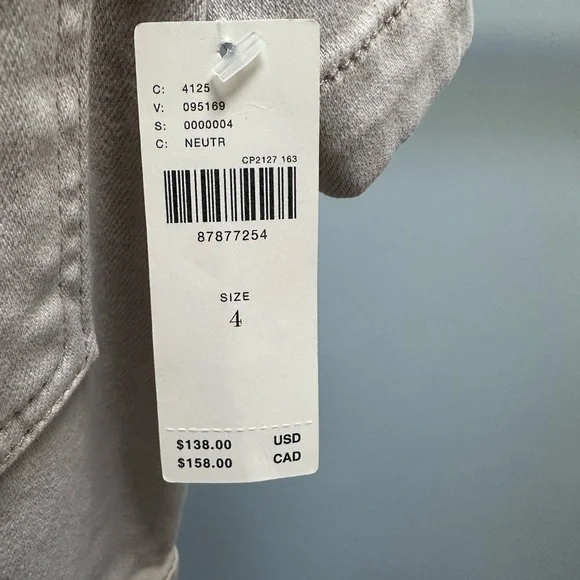 C: 4125
V: 095169
S: 0000004
C: NEUTR
CP2127 163
87877254
SIZE
4
$138.00 USD
$158.00 CAD